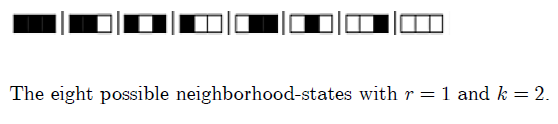 The eight possible neighborhood-states with r = 1 and k = 2.